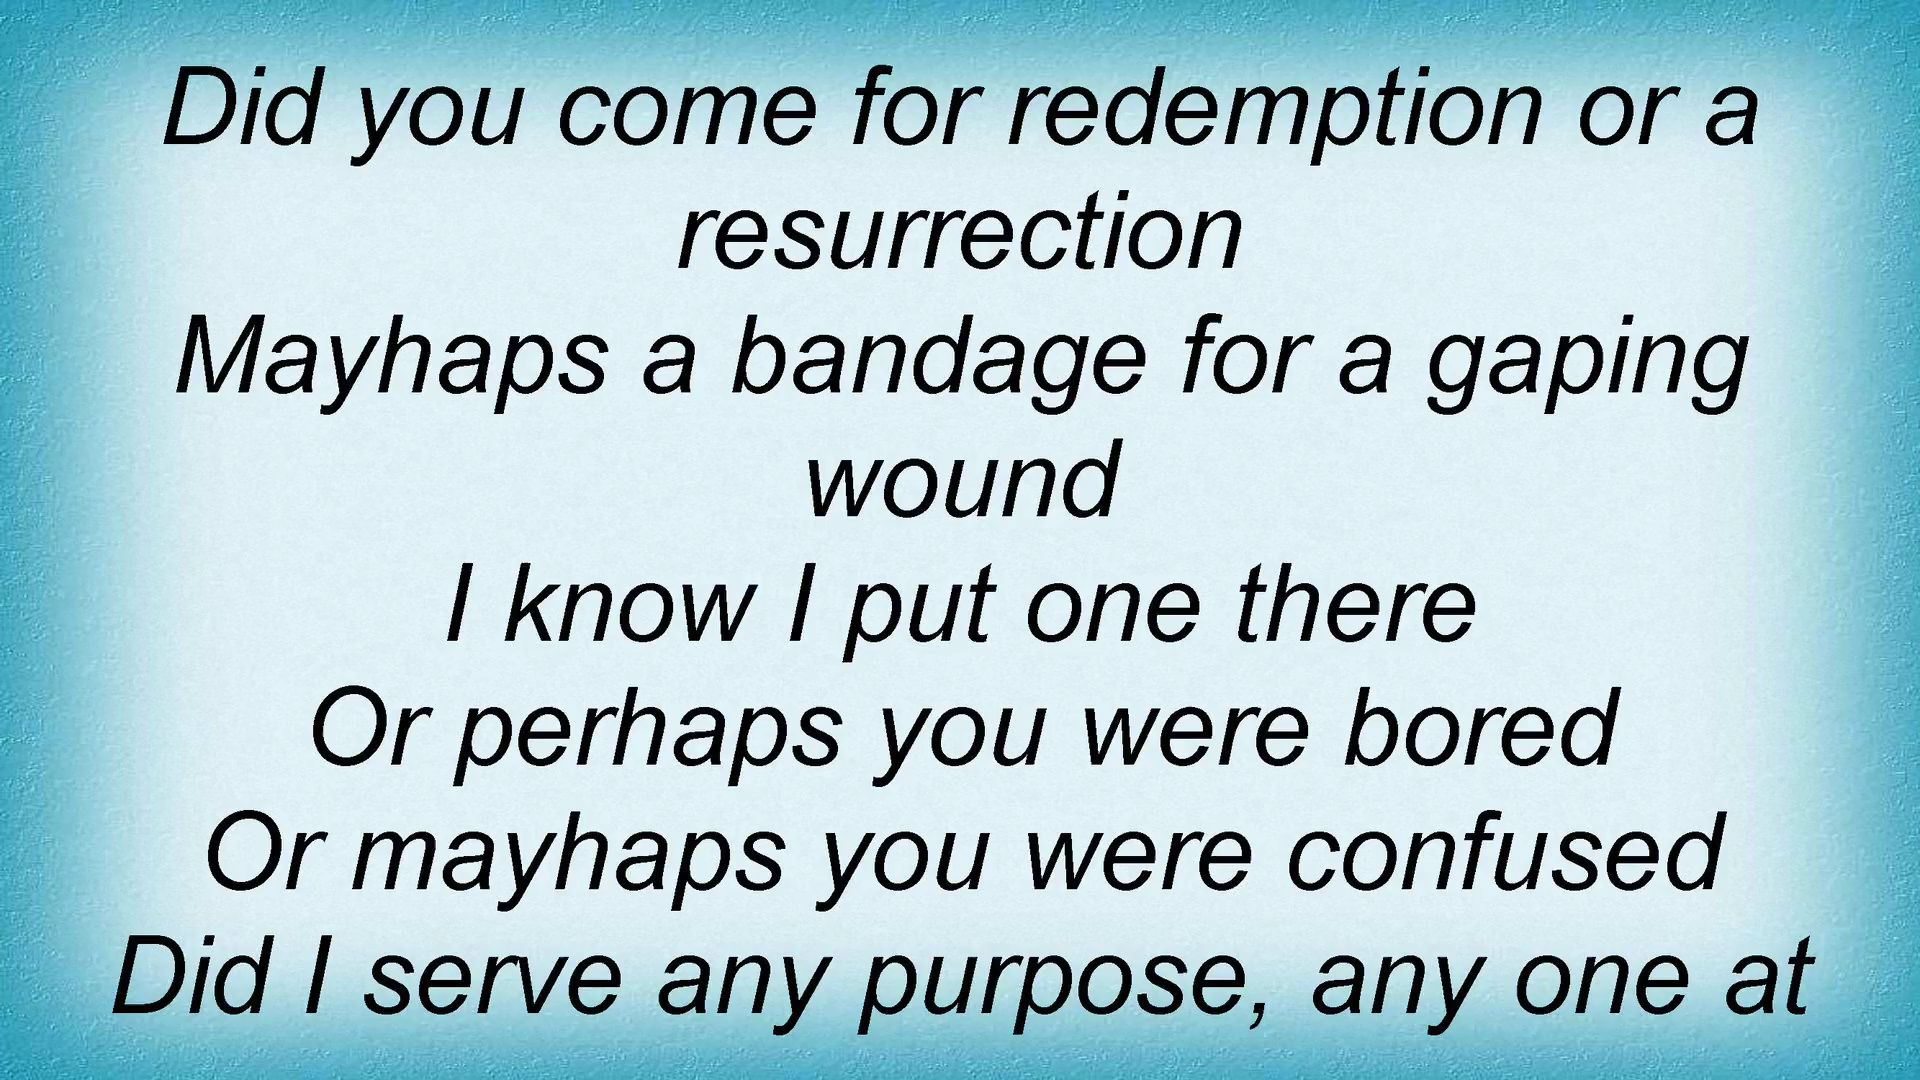 Did you come for redemption or a
resurrection
Mayhaps a bandage for a gaping
wound
I know I put one there
Or perhaps you were bored
Or mayhaps you were confused
Did I serve any purpose, any one at